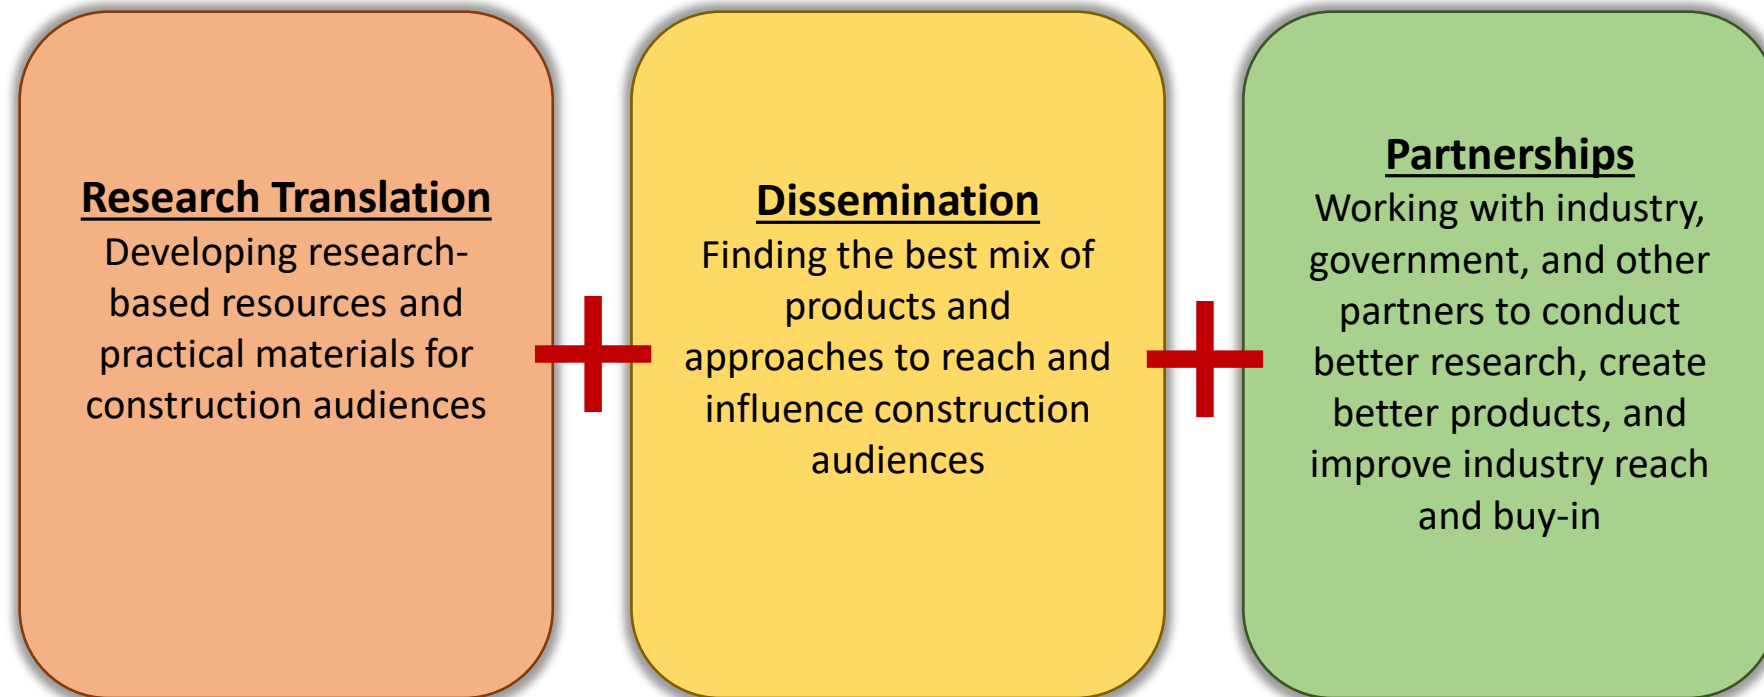 Research Translation
Developing research-
based resources and
practical materials for
construction audiences
Dissemination
Finding the best mix of
products and
approaches to reach and
influence construction
audiences
Partnerships
Working with industry,
government, and other
partners to conduct
better research, create
better products, and
improve industry reach
and buy-in